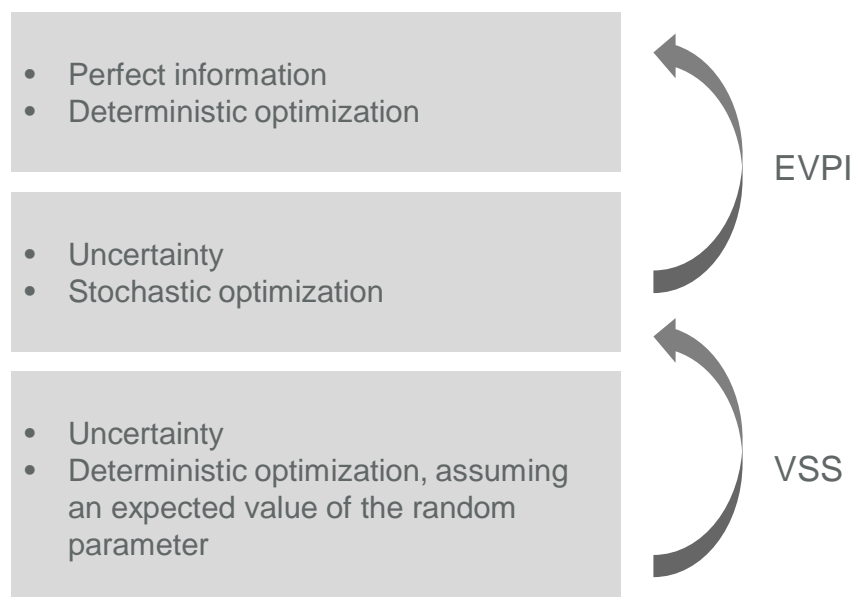 • Perfect information
• Deterministic optimization
EVPI
• Uncertainty
• Stochastic optimization
• Uncertainty
• Deterministic optimization, assuming
an expected value of the random
parameter
VSS